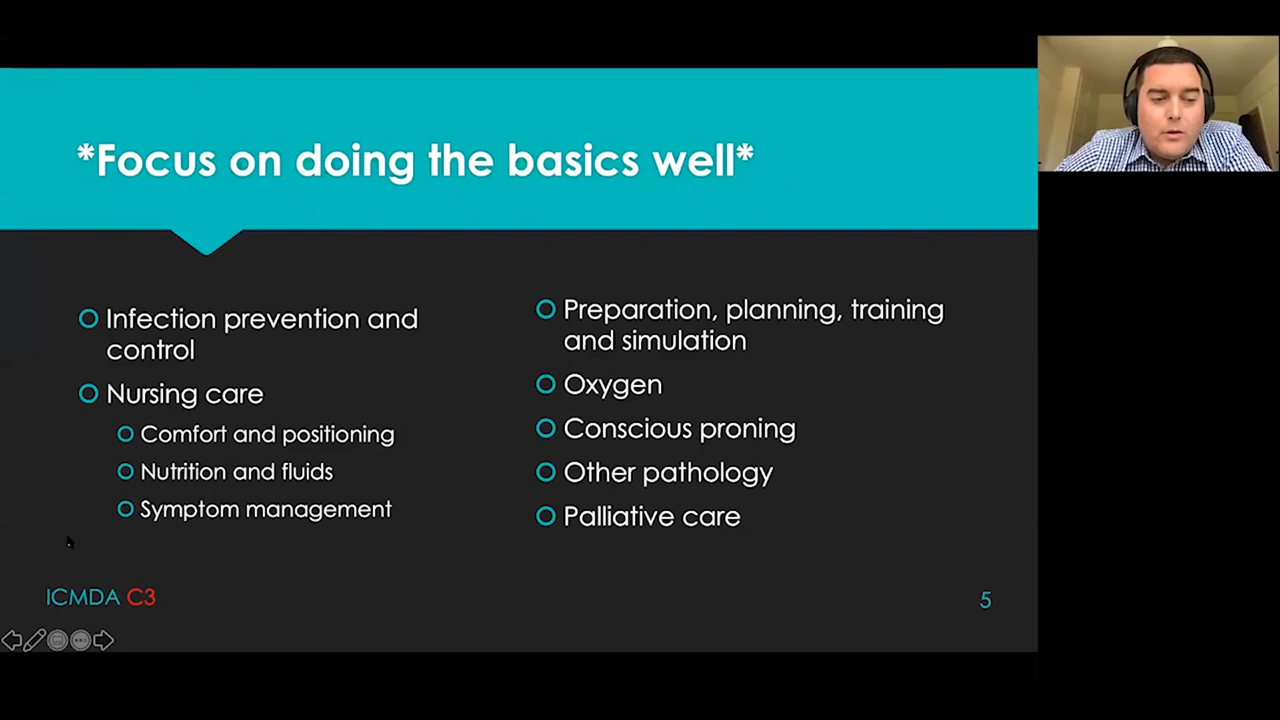 *Focus on doing the basics well*
Infection prevention and
control
Nursing care
Comfort and positioning
Nutrition and fluids
Symptom management
Preparation, planning, training
and simulation
Oxygen
Conscious proning
Other pathology
Palliative care
ICMDA C3
5